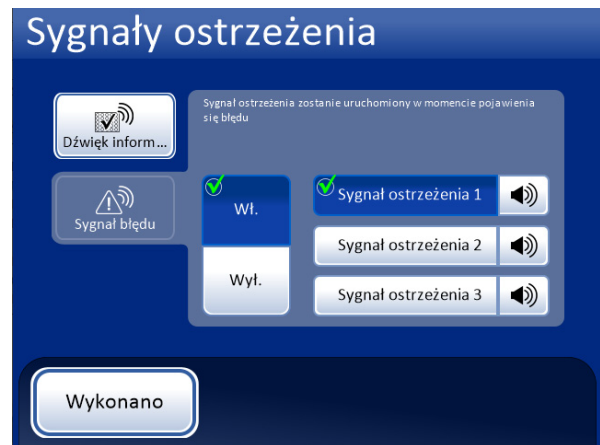 Sygnały ostrzeżenia
Dźwięk inform...
Sygnał błędu
Sygnał ostrzeżenia zostanie uruchomiony w momencie pojawienia
się błędu
Wł.
Wył.
Sygnał ostrzeżenia 1
Sygnał ostrzeżenia 2
Sygnał ostrzeżenia 3
Wykonano